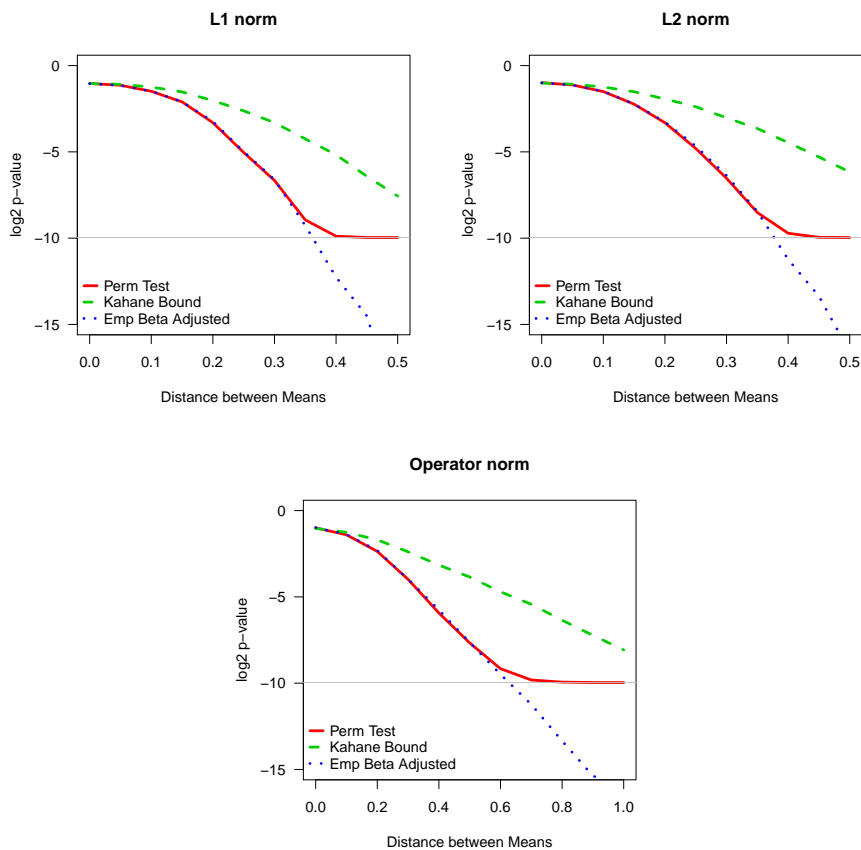 L1 norm
0
−5
−10
−15
log2 p−value
Perm Test
Kahane Bound
Emp Beta Adjusted
0.0 0.1 0.2 0.3 0.4 0.5
Distance between Means
L2 norm
0
−5
−10
−15
log2 p−value
Perm Test
Kahane Bound
Emp Beta Adjusted
0.0 0.1 0.2 0.3 0.4 0.5
Distance between Means
Operator norm
0
−5
−10
−15
log2 p−value
Perm Test
Kahane Bound
Emp Beta Adjusted
0.0 0.2 0.4 0.6 0.8 1.0
Distance between Means